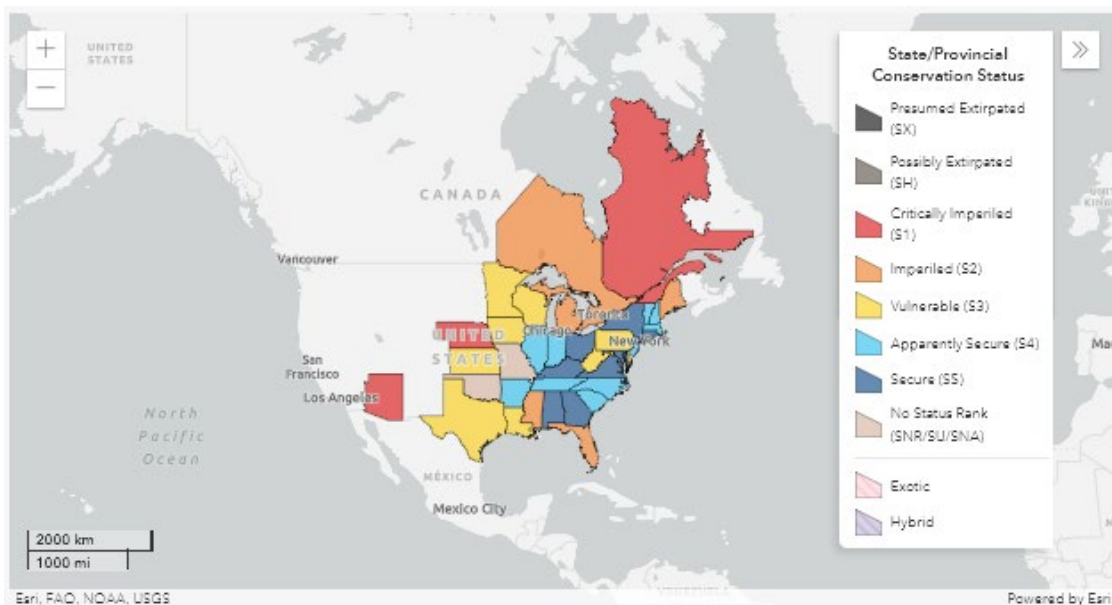 +
−
UNITED
STATES
CANADA
Vancouver
Toronto
Chicago
New York
UNITED
STATES
San
Francisco
Los Angeles
North
Pacific
Ocean
MÉXICO
Mexico City
2000 km
1000 mi
Esri, FAO, NOAA, USGS
State/Provincial
Conservation Status
Presumed Extirpated
(SX)
Possibly Extirpated
(SH)
Critically Imperiled
(S1)
Imperiled (S2)
Vulnerable (S3)
Apparently Secure (S4)
Secure (S5)
No Status Rank
(SNR/SU/SNA)
Exotic
Hybrid
VENEZUELA
Powered by Esri